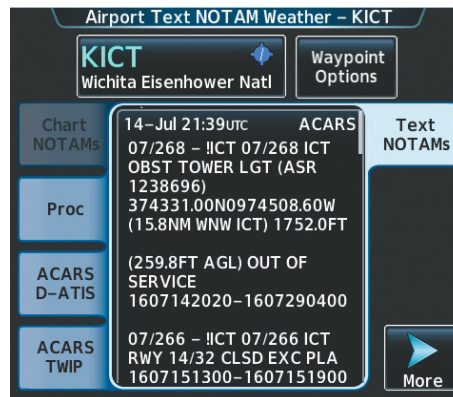 Airport Text NOTAM Weather – KICT
KICT
Wichita Eisenhower Natl
Waypoint
Options
Chart
NOTAMs
Proc
ACARS
D–ATIS
ACARS
TWIP
14–Jul 21:39UTC ACARS
07/268 – !ICT 07/268 ICT
OBST TOWER LGT (ASR
1238696)
374331.00N0974508.60W
(15.8NM WNW ICT) 1752.0FT
(259.8FT AGL) OUT OF
SERVICE
1607142020–1607290400
07/266 – !ICT 07/266 ICT
RWY 14/32 CLSD EXC PLA
1607151300–1607151900
Text
NOTAMs
More